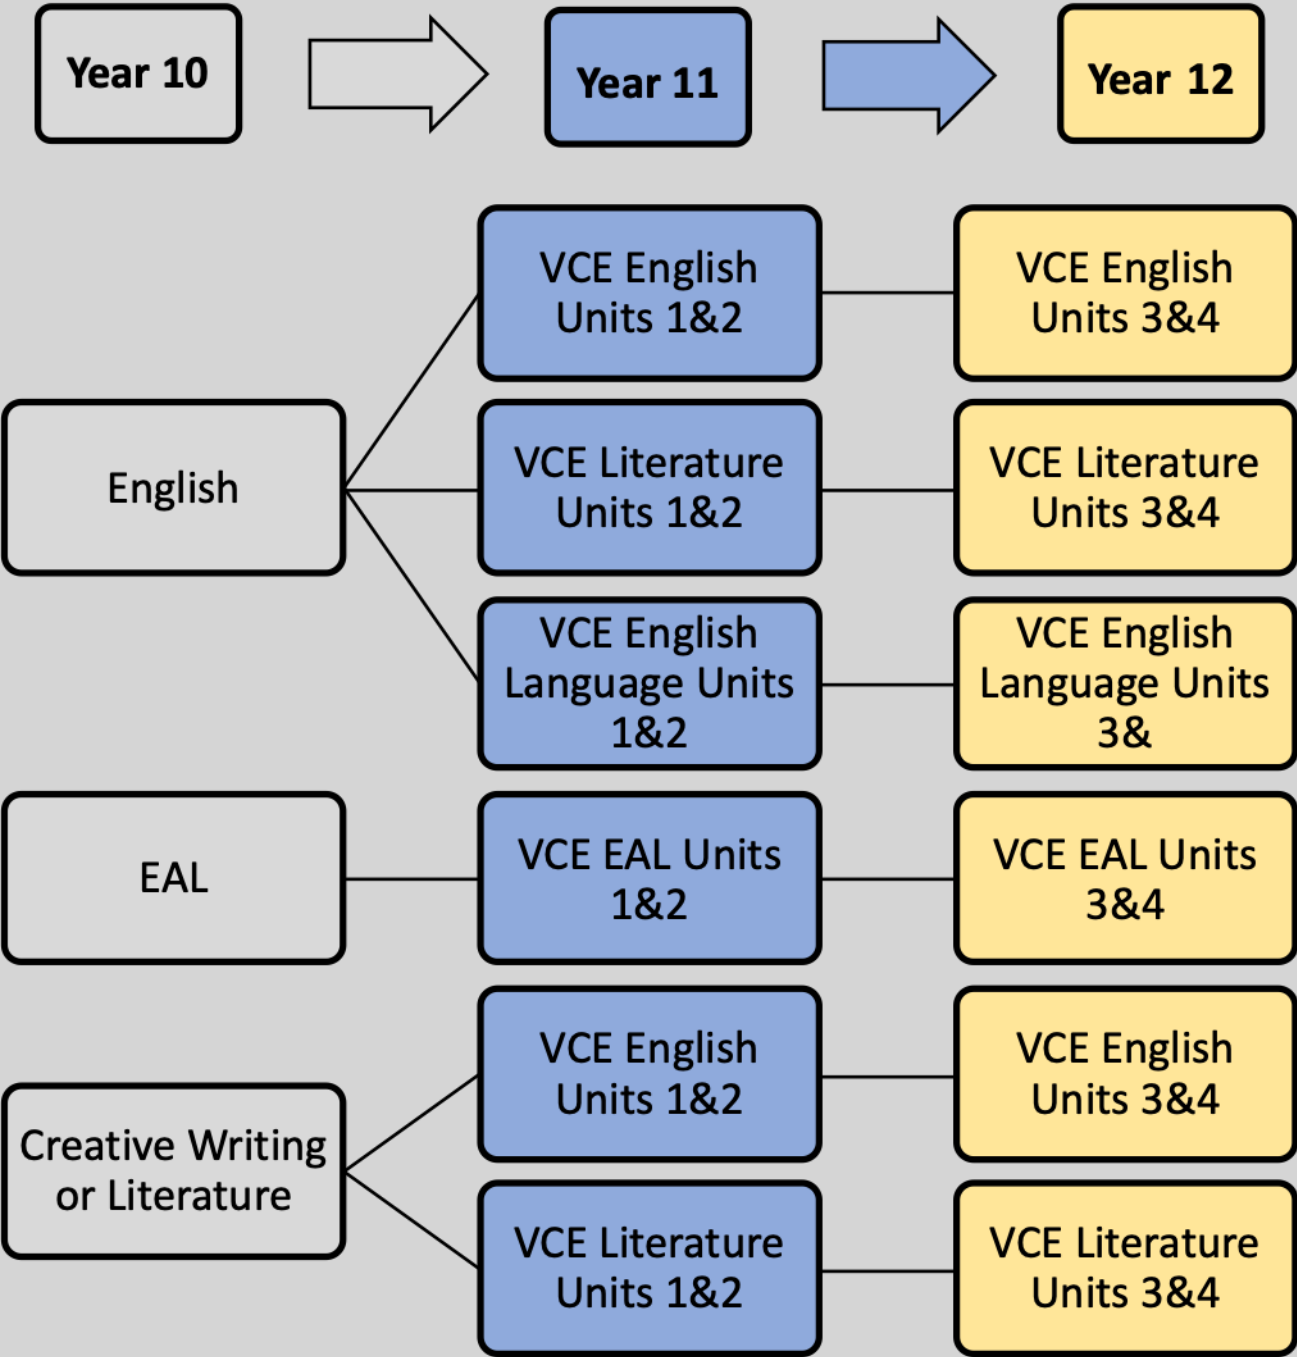 Year 10
Year 11
Year 12
English
VCE English
Units 1&2
VCE English
Units 3&4
VCE Literature
Units 1&2
VCE Literature
Units 3&4
VCE English
Language Units
1&2
VCE English
Language Units
3&
EAL
VCE EAL Units
1&2
VCE EAL Units
3&4
Creative Writing
or Literature
VCE English
Units 1&2
VCE English
Units 3&4
VCE Literature
Units 1&2
VCE Literature
Units 3&4